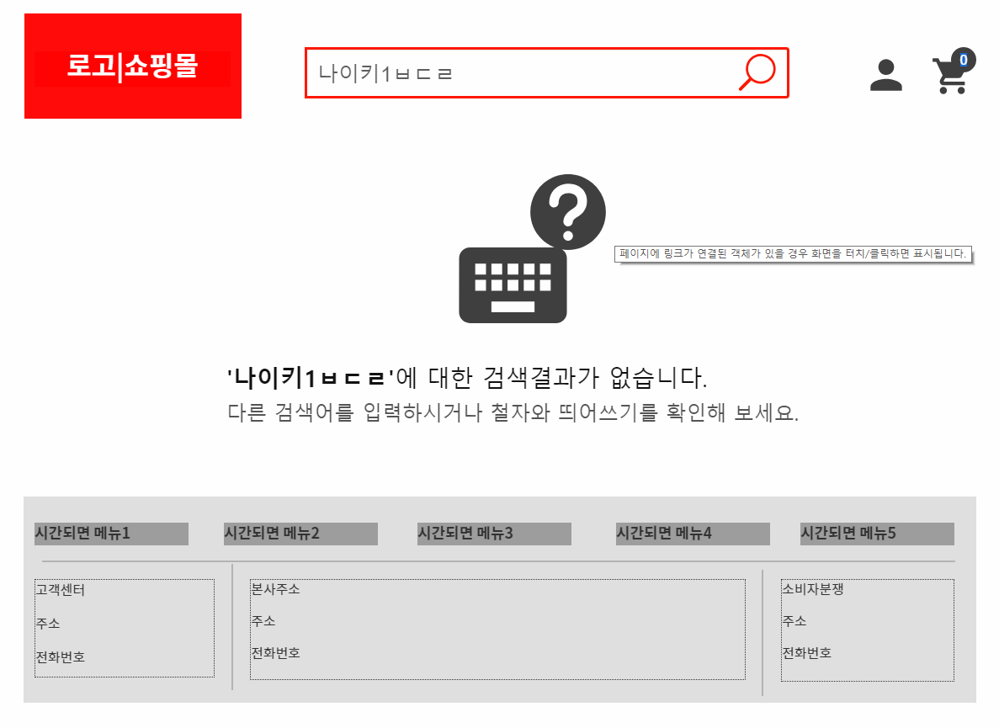 로고|쇼핑몰
나이키1ㅂㄷㄹ
0
페이지에 링크가 연결된 객체가 있을 경우 화면을 터치/클릭하면 표시됩니다.
'나이키1ㅂㄷㄹ'에 대한 검색결과가 없습니다.
다른 검색어를 입력하시거나 철자와 띄어쓰기를 확인해 보세요.
시간되면 메뉴1 시간되면 메뉴2 시간되면 메뉴3 시간되면 메뉴4 시간되면 메뉴5
고객센터
주소
전화번호
본사주소
주소
전화번호
소비자분쟁
주소
전화번호